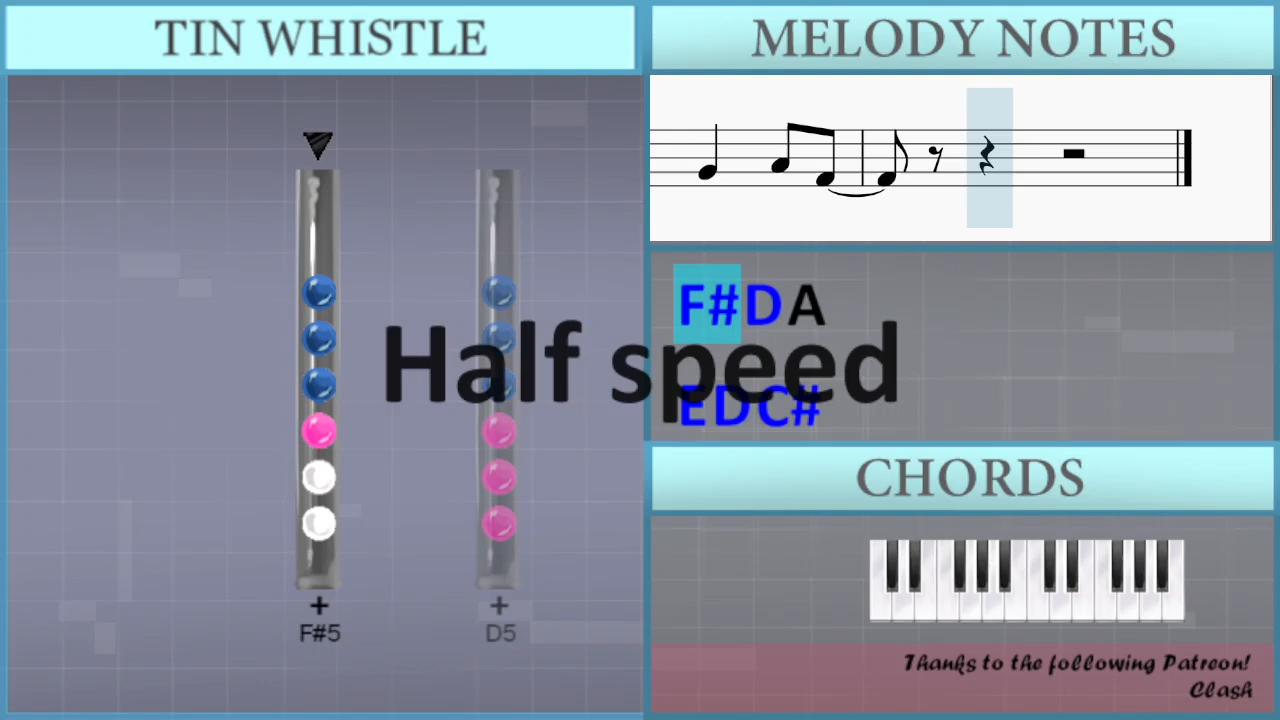 TIN WHISTLE
MELODY NOTES
F#DA
Half speed
EDC#
CHORDS
+
F#5
+
D5
Thanks to the following Patreon!
Clash